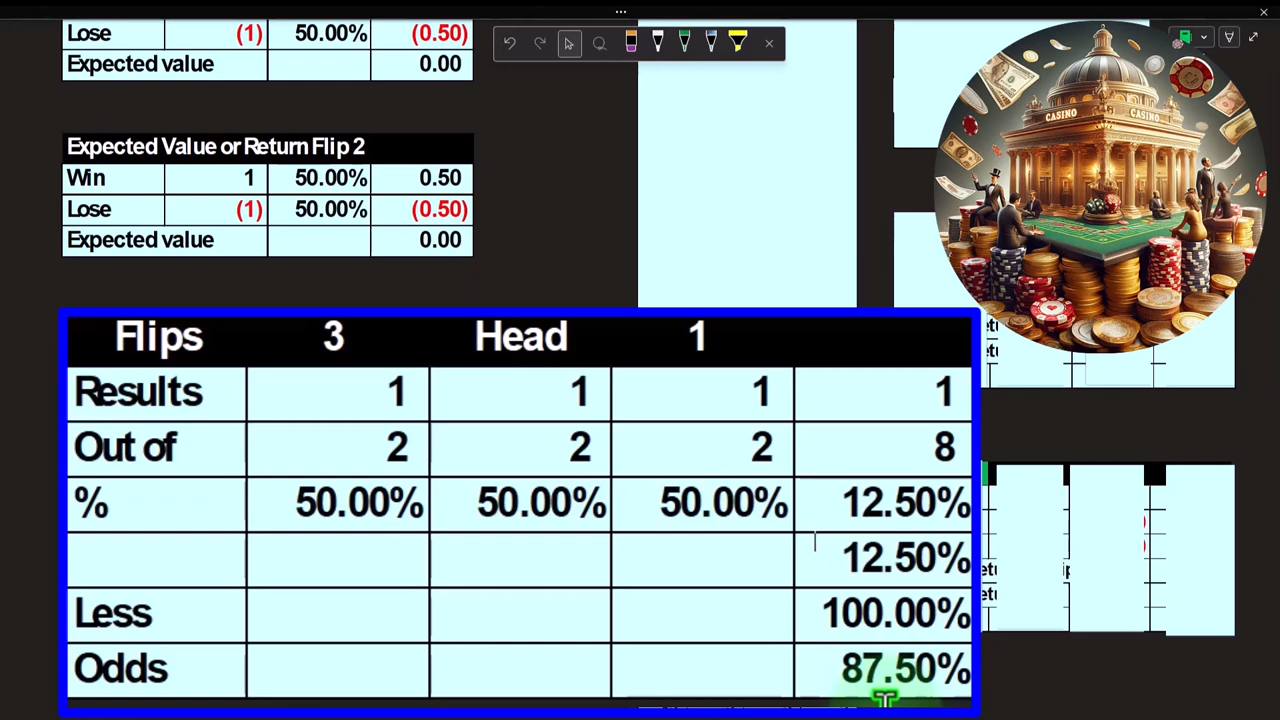 Lose (1) 50.00% (0.50)
Expected value 0.00
Expected Value or Return Flip 2
Win 1 50.00% 0.50
Lose (1) 50.00% (0.50)
Expected value 0.00
CASINO CASINO
Flips 3 Head 1
Results 1 1 1 1
Out of 2 2 2 8
% 50.00% 50.00% 50.00% 12.50%
12.50%
Less 100.00%
Odds 87.50%